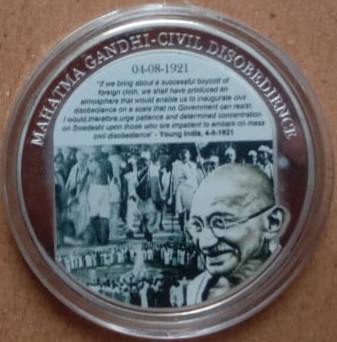 MAHATMA GANDHI-CIVIL DISOBEDIENCE
04-08-1921
"If we bring about a successful boycott of
foreign cloth, we shall have produced an
atmosphere that would enable us to inaugurate civil
disobedience on a scale that no Government can resist.
I would,therefore,urge patience and determined concentration
on Swadeshi upon those who are impatient to embark on mass
civil disobedience' - Young India, 4-8-1921